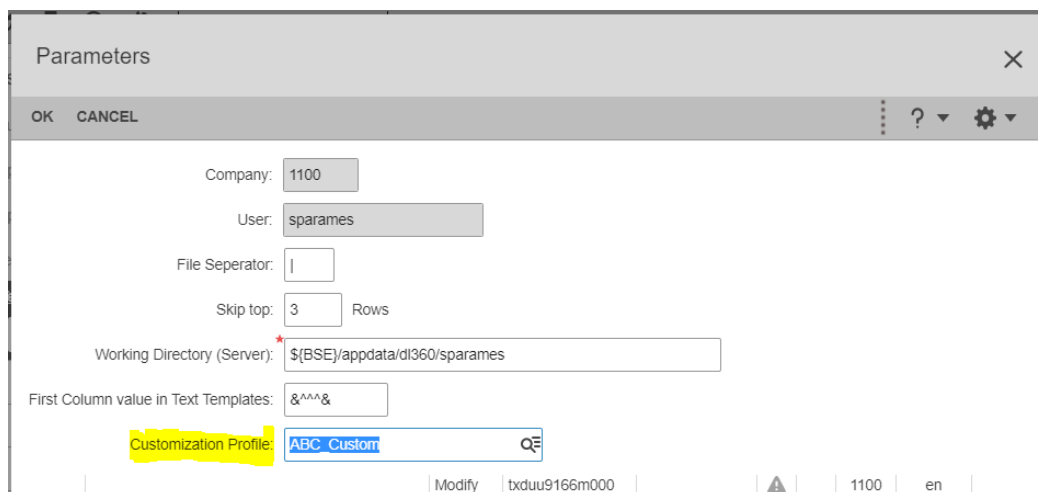 Parameters
OK CANCEL ?
Company: 1100
User: sparames
File Seperator: |
Skip top: 3 Rows
Working Directory (Server): * ${BSE}/appdata/dl360/sparames
First Column value in Text Templates: &^^^&
Customization Profile: ABC_Custom
Modify txduu9166m000 1100 en